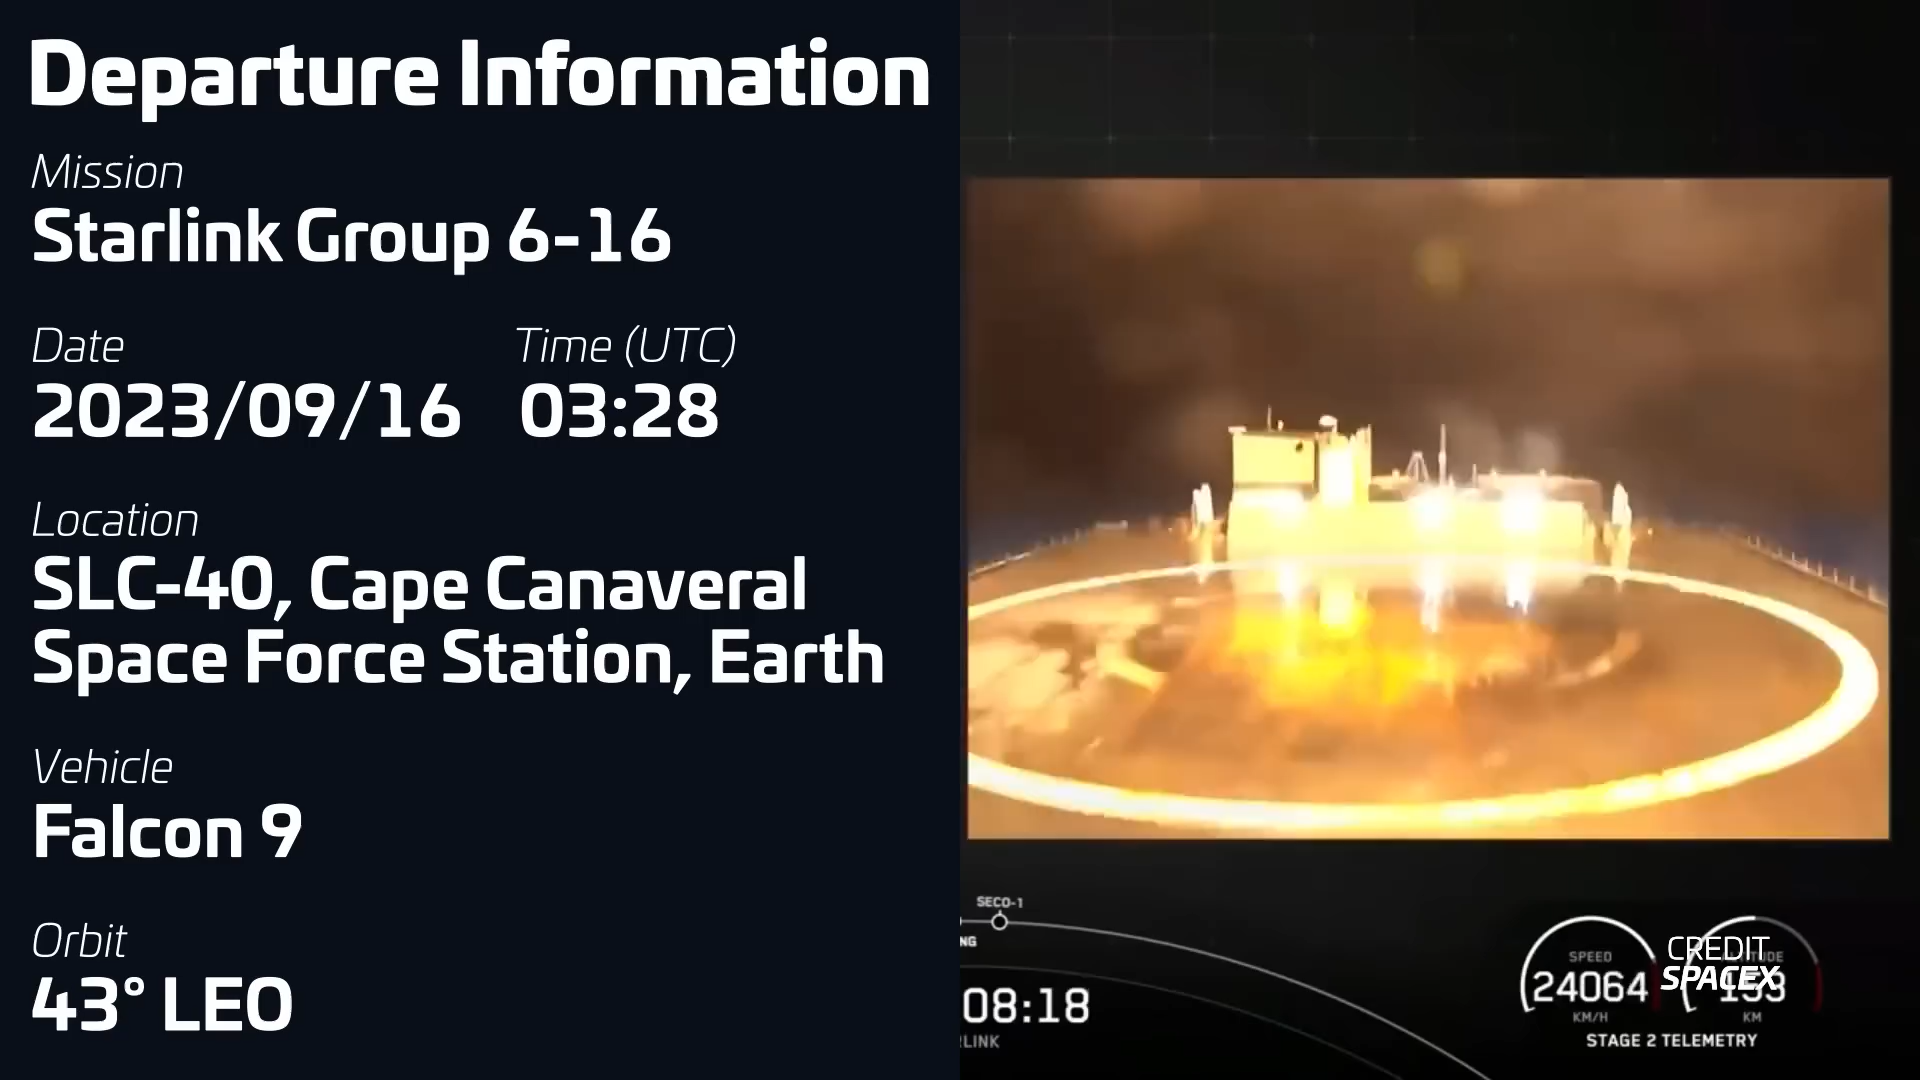 Departure Information
Mission
Starlink Group 6-16
Date
Time (UTC)
2023/09/16
03:28
Location
SLC-40, Cape Canaveral
Space Force Station, Earth
Vehicle
Falcon 9
Orbit
43° LEO
SECO-1
NG
08:18
RLINK
SPEED
24064
KM/H
CREDIT
SPACEX
KM
STAGE 2 TELEMETRY